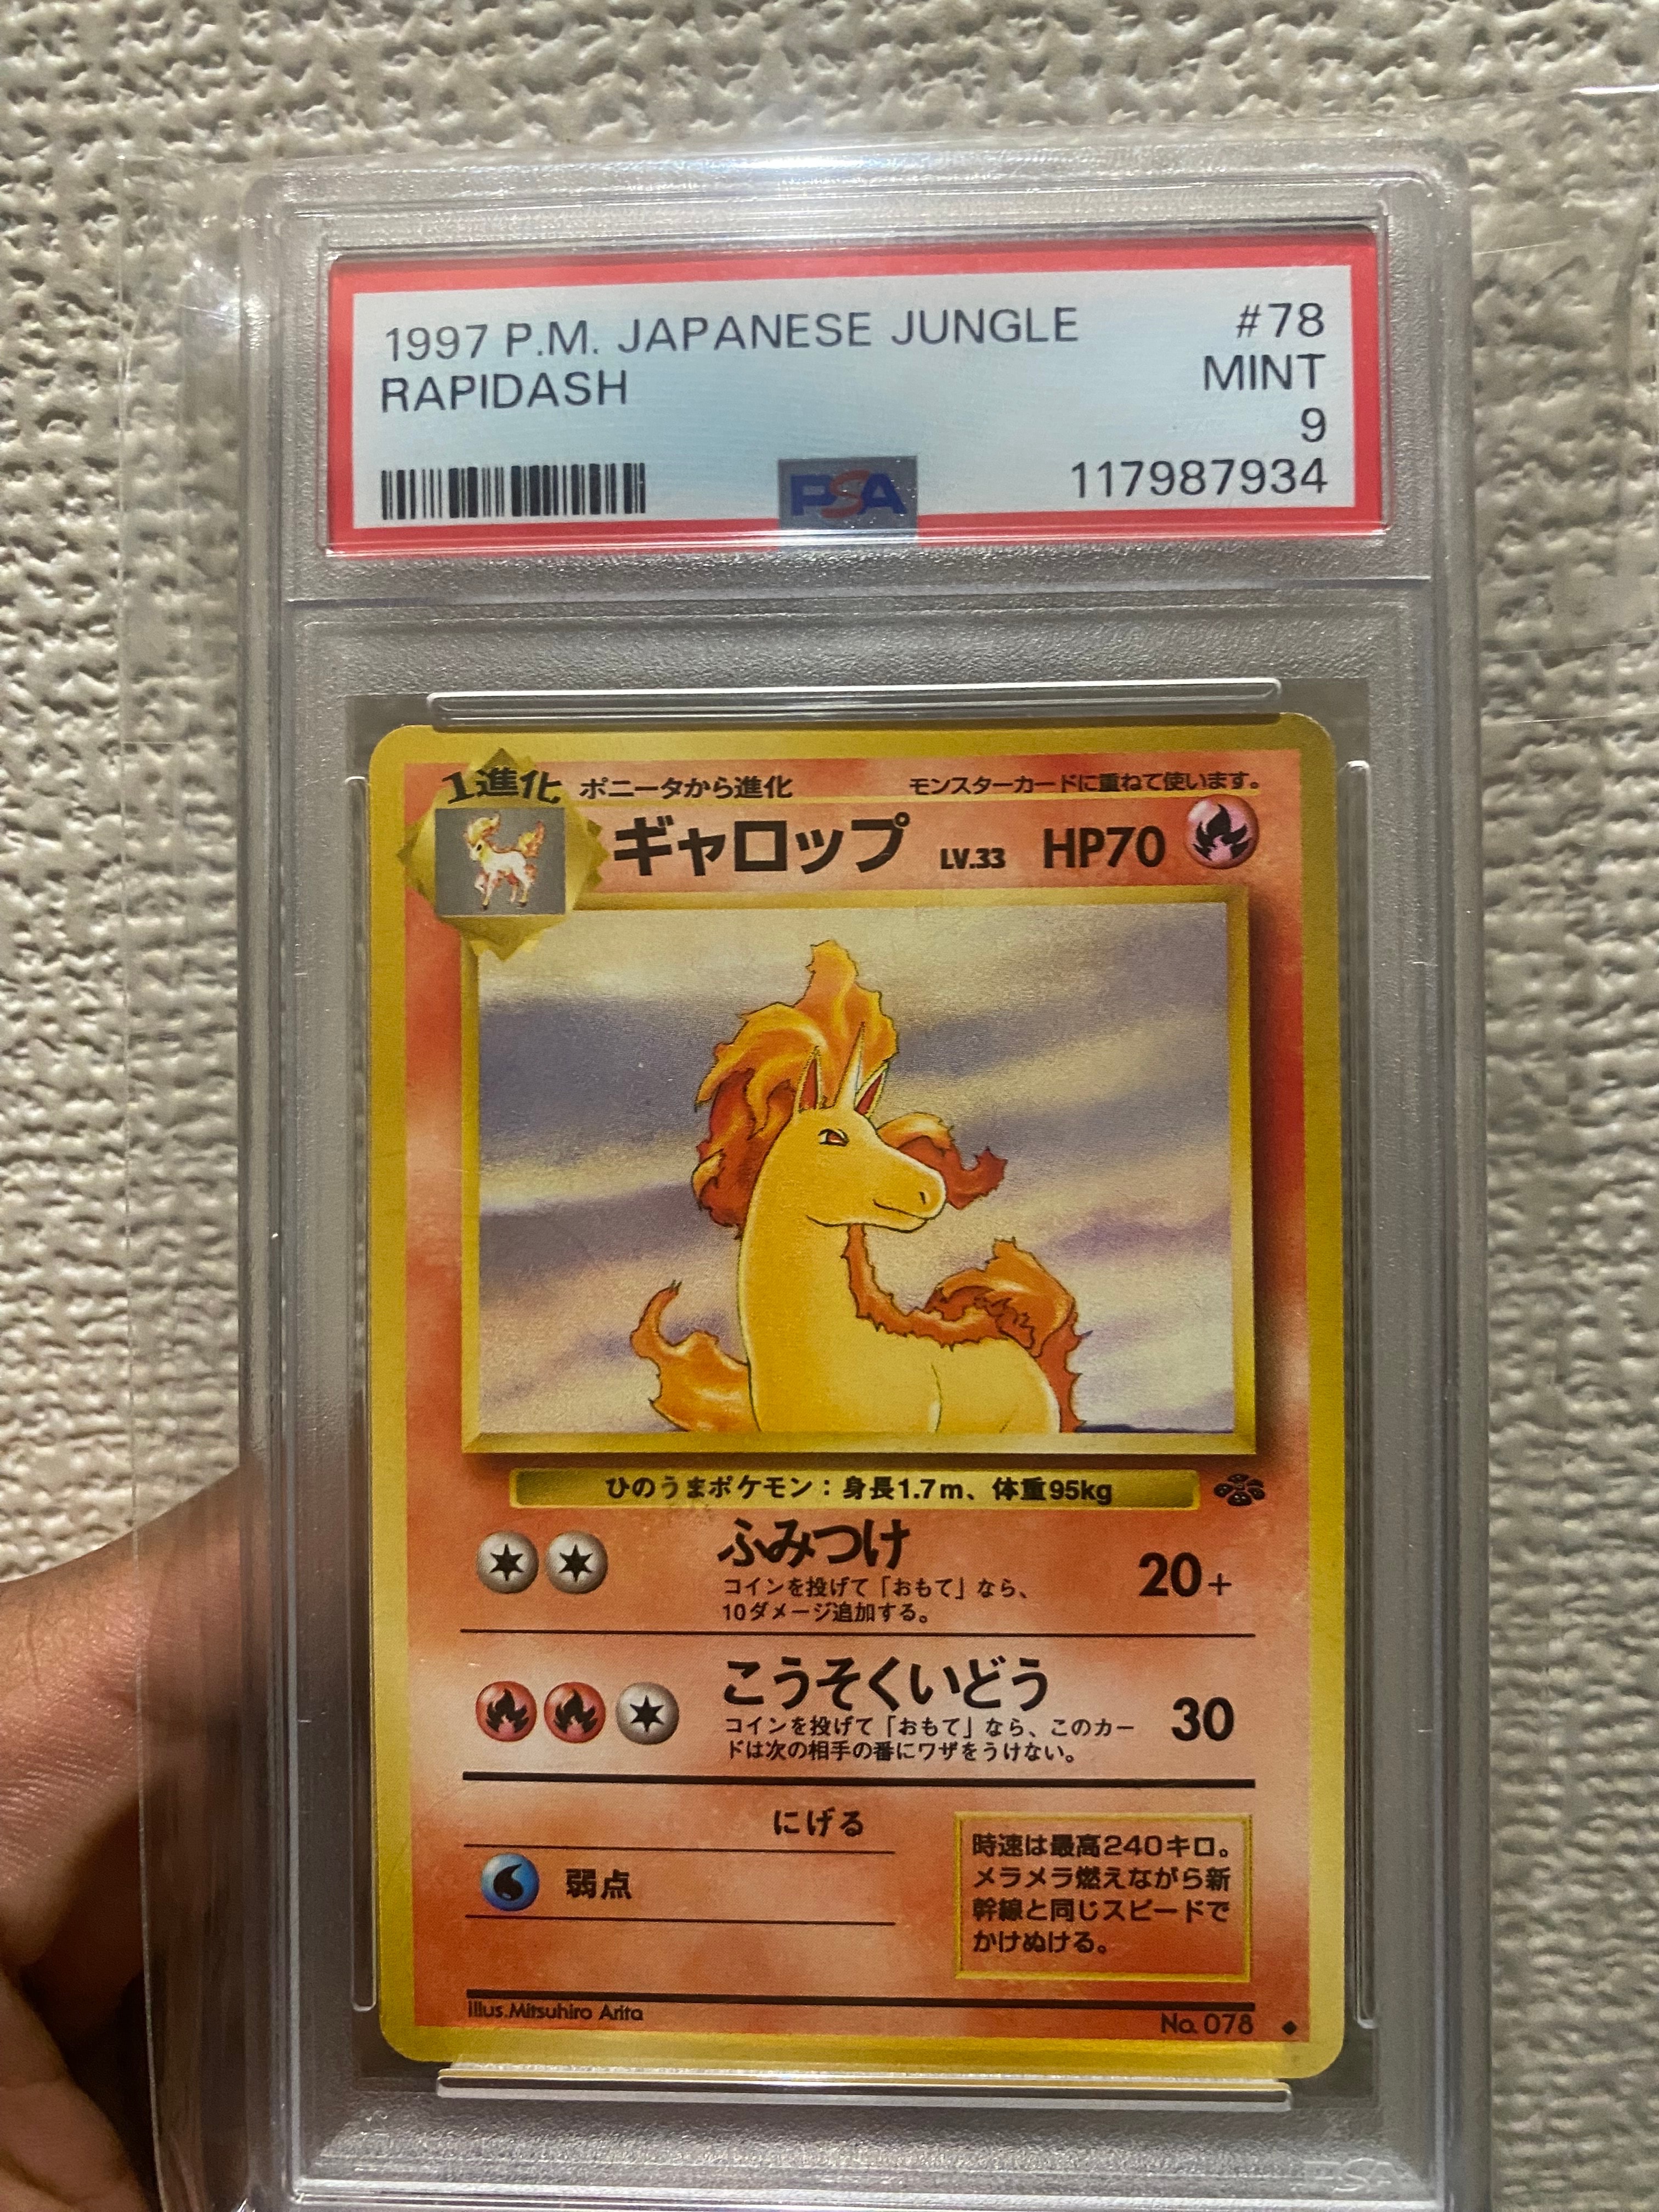 1997 P.M. JAPANESE JUNGLE #78
RAPIDASH MINT
9
PSA 117987934
1進化 ポニータから進化 モンスターカードに重ねて使います。
ギャロップ LV.33 HP70
ひのうまポケモン：身長1.7m、体重95kg
ふみつけ 20+
コインを投げて「おもて」なら、
10ダメージ追加する。
こうそくいどう 30
コインを投げて「おもて」なら、このカー
ドは次の相手の番にワザをうけない。
にげる
弱点
時速は最高240キロ。
メラメラ燃えながら新
幹線と同じスピードで
かけぬける。
Illus.Mitsuhiro Arita No.078
PSA